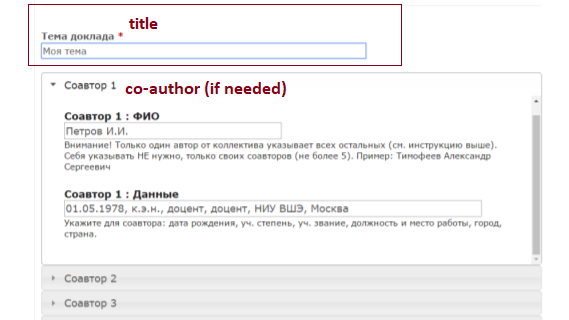 title
Тема доклада *
Моя тема
Соавтор 1 co-author (if needed)
Соавтор 1 : ФИО
Петров И.И.
Внимание! Только один автор от коллектива указывает всех остальных (см. инструкцию выше).
Себя указывать НЕ нужно, только своих соавторов (не более 5). Пример: Тимофеев Александр
Сергеевич
Соавтор 1 : Данные
01.05.1978, к.э.н., доцент, доцент, НИУ ВШЭ, Москва
Укажите для соавтора: дата рождения, уч. степень, уч. звание, должность и место работы, город,
страна.
Соавтор 2
Соавтор 3